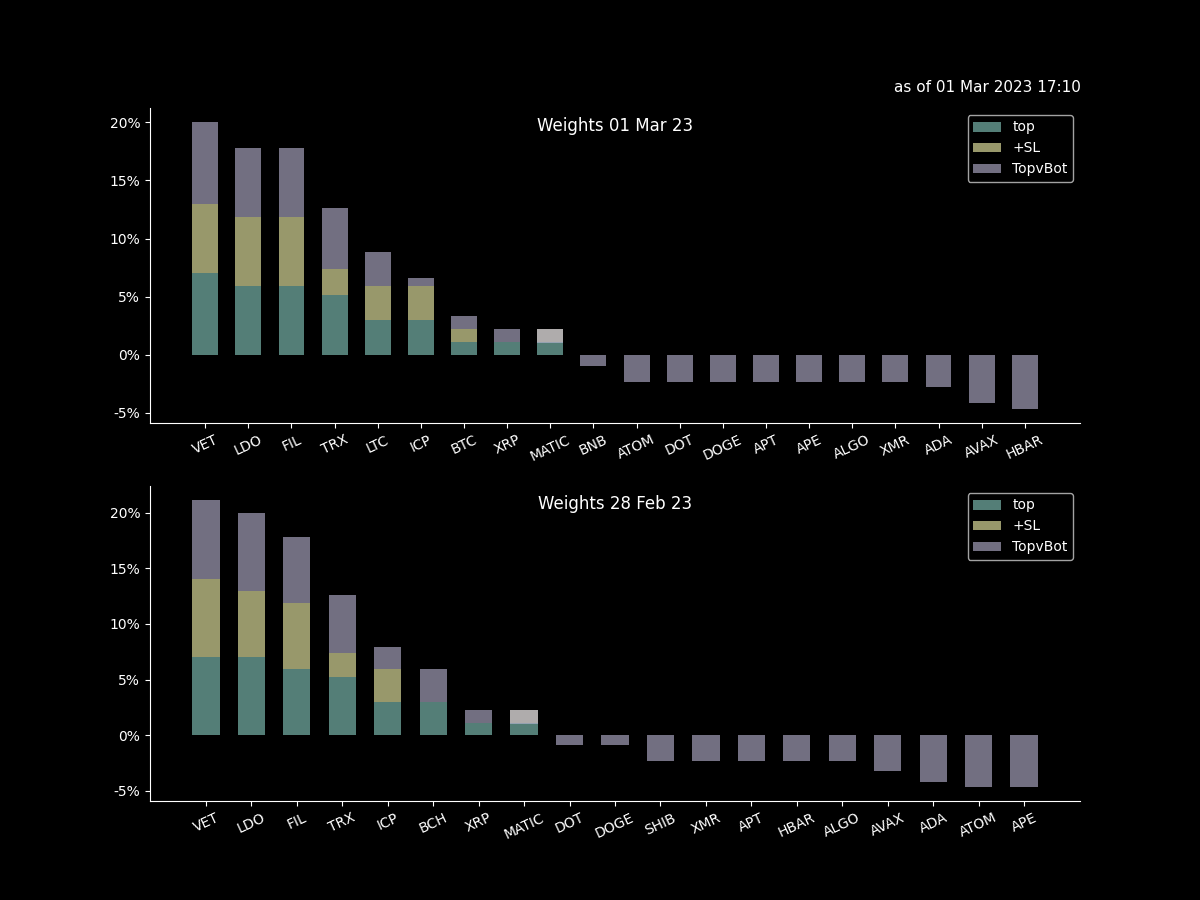 as of 01 Mar 2023 17:10
Weights 01 Mar 23
top
+SL
TopvBot
20%
15%
10%
5%
0%
-5%
VET LDO FIL TRX LTC ICP BTC XRP MATIC BNB ATOM DOT DOGE APT APE ALGO XMR ADA AVAX HBAR
Weights 28 Feb 23
top
+SL
TopvBot
20%
15%
10%
5%
0%
-5%
VET LDO FIL TRX ICP BCH XRP MATIC DOT DOGE SHIB XMR APT HBAR ALGO AVAX ADA ATOM APE